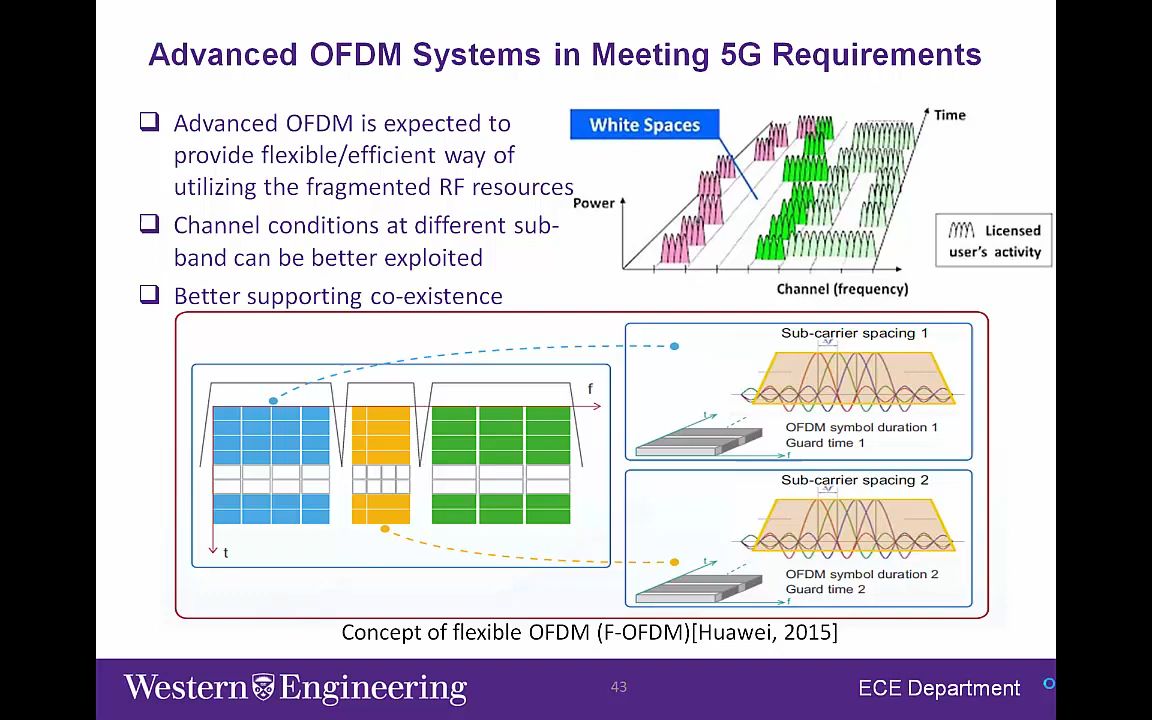 Advanced OFDM Systems in Meeting 5G Requirements
Advanced OFDM is expected to
provide flexible/efficient way of
utilizing the fragmented RF resources
Channel conditions at different sub-
band can be better exploited
Better supporting co-existence
White Spaces
Time
Power
Licensed
user's activity
Channel (frequency)
f
t
Sub-carrier spacing 1
Δf
t
f
OFDM symbol duration 1
Guard time 1
Sub-carrier spacing 2
Δf
t
f
OFDM symbol duration 2
Guard time 2
Concept of flexible OFDM (F-OFDM)[Huawei, 2015]
Western Engineering
43
ECE Department